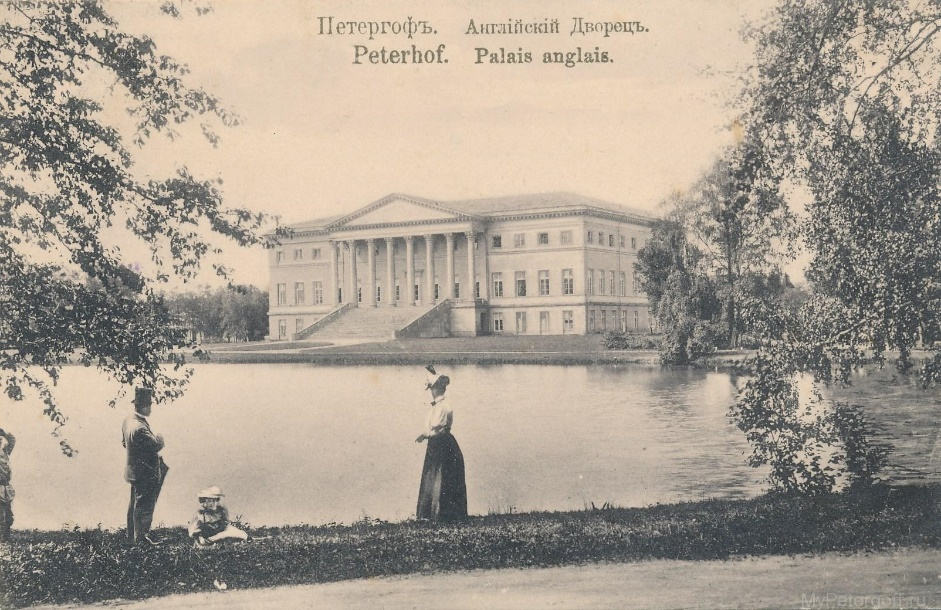 Петергофъ. Англійскій Дворецъ.
Peterhof. Palais anglais.
MyPetergof.ru